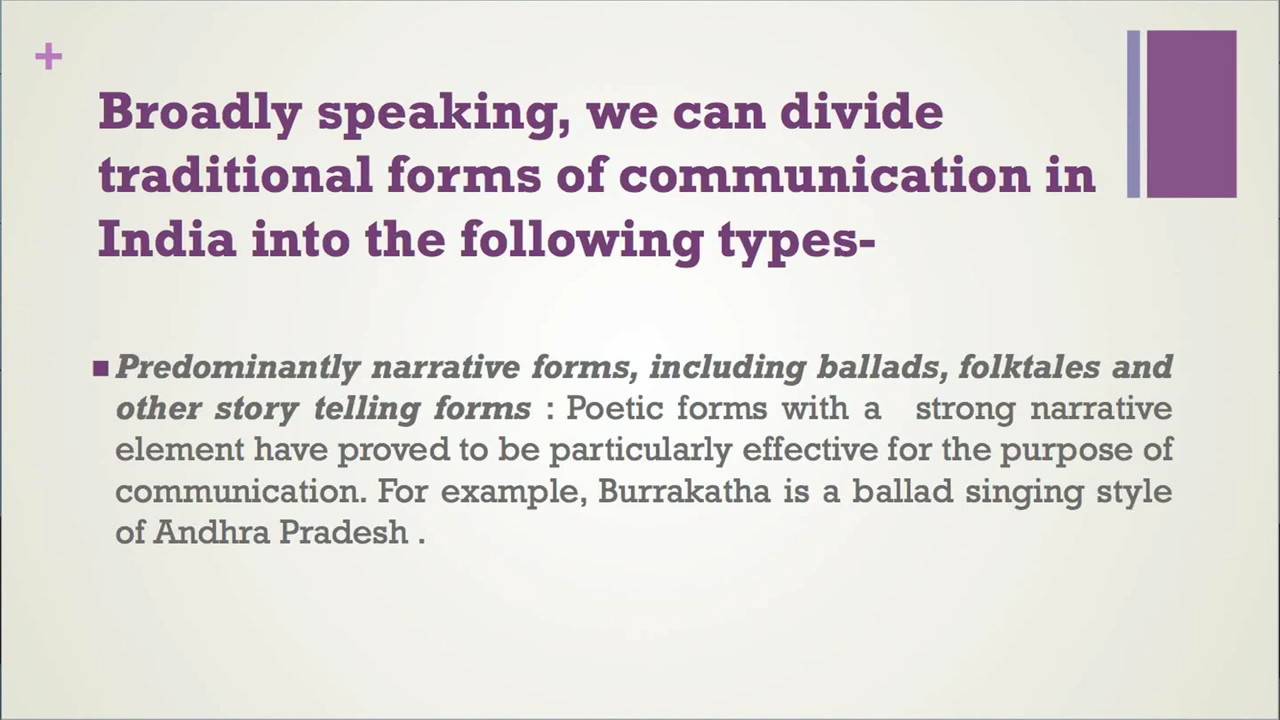 +
Broadly speaking, we can divide
traditional forms of communication in
India into the following types-
Predominantly narrative forms, including ballads, folktales and
other story telling forms : Poetic forms with a strong narrative
element have proved to be particularly effective for the purpose of
communication. For example, Burrakatha is a ballad singing style
of Andhra Pradesh .